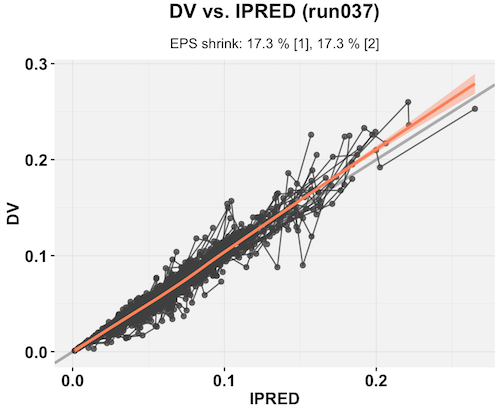 DV vs. IPRED (run037)
EPS shrink: 17.3 % [1], 17.3 % [2]
0.3
0.2
DV
0.1
0.0
0.0
0.1
0.2
IPRED